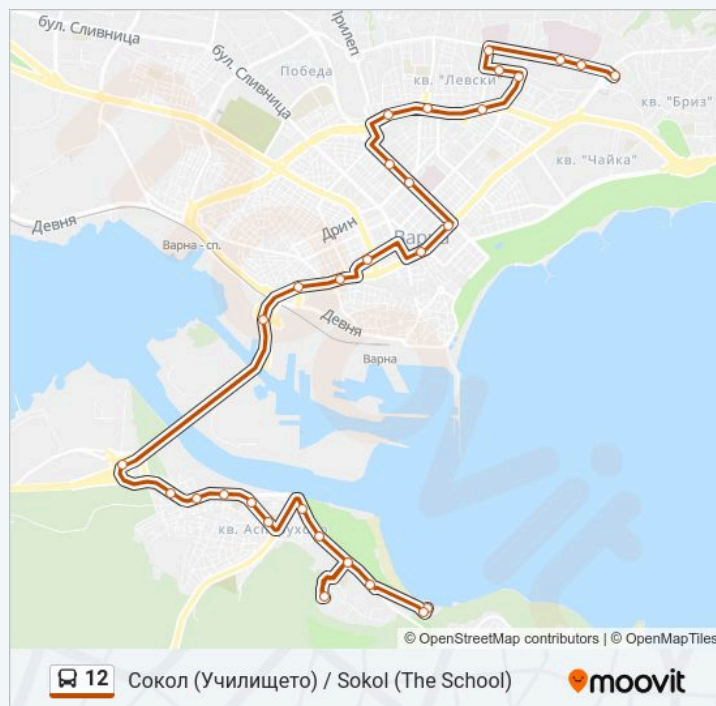 бул. Сливница
Прилеп
бул. Сливница
Победа
кв. "Левски"
кв. "Бриз"
кв. "Чайка"
Девня
Дрин
Варна
Варна - сп.
Девня
Варна
кв. Аспарухово
© OpenStreetMap contributors | © OpenMapTiles
12 Сокол (Училището) / Sokol (The School)
moovit